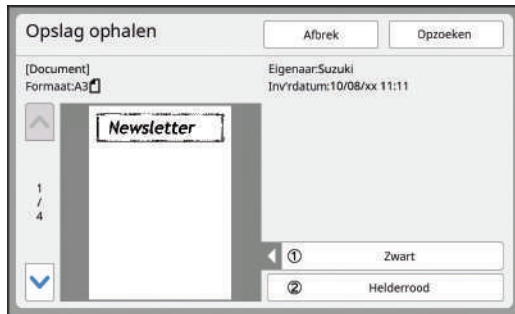 Opslag ophalen
Afbrek
Opzoeken
[Document]
Formaat:A3
Eigenaar:Suzuki
Inv'rdatum:10/08/xx 11:11
Newsletter
1
/
4
① Zwart
② Helderrood